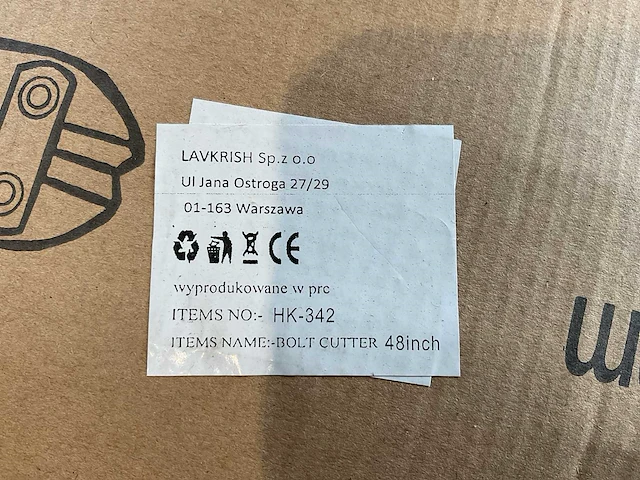 LAVKRISH Sp.z o.o
Ul Jana Ostroga 27/29
01-163 Warszawa
CE
wyprodukowane w prc
ITEMS NO:- HK-342
ITEMS NAME:-BOLT CUTTER 48inch